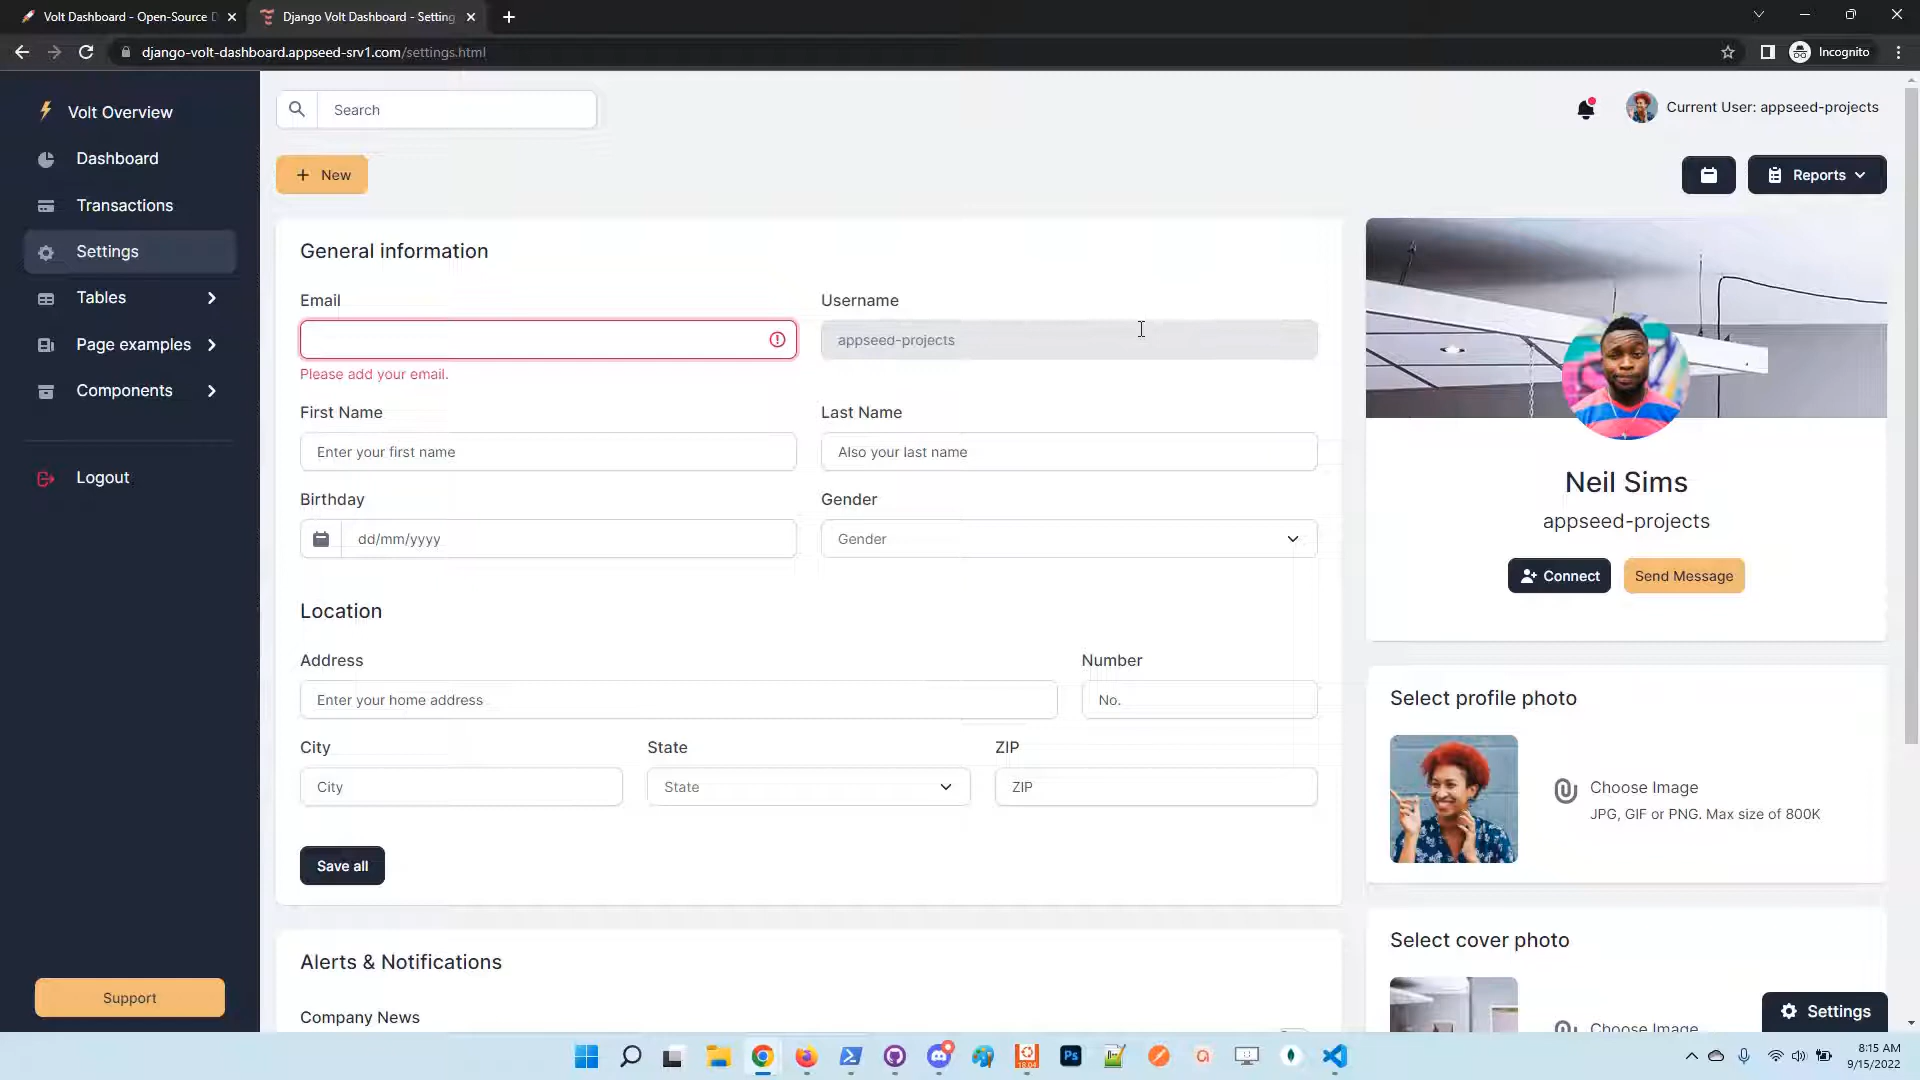 Volt Dashboard - Open-Source D
Django Volt Dashboard - Setting
django-volt-dashboard.appseed-srv1.com/settings.html
Incognito
Volt Overview
Dashboard
Transactions
Settings
Tables
Page examples
Components
Logout
Support
Search
Current User: appseed-projects
New
Reports
General information
Email
Username
appseed-projects
Please add your email.
First Name
Last Name
Enter your first name
Also your last name
Birthday
Gender
dd/mm/yyyy
Gender
Location
Address
Number
Enter your home address
No.
City
State
ZIP
City
State
ZIP
Save all
Alerts & Notifications
Company News
Neil Sims
appseed-projects
Connect
Send Message
Select profile photo
Choose Image
JPG, GIF or PNG. Max size of 800K
Select cover photo
Choose Image
Settings
Ps
18.04
8:15 AM
9/15/2022